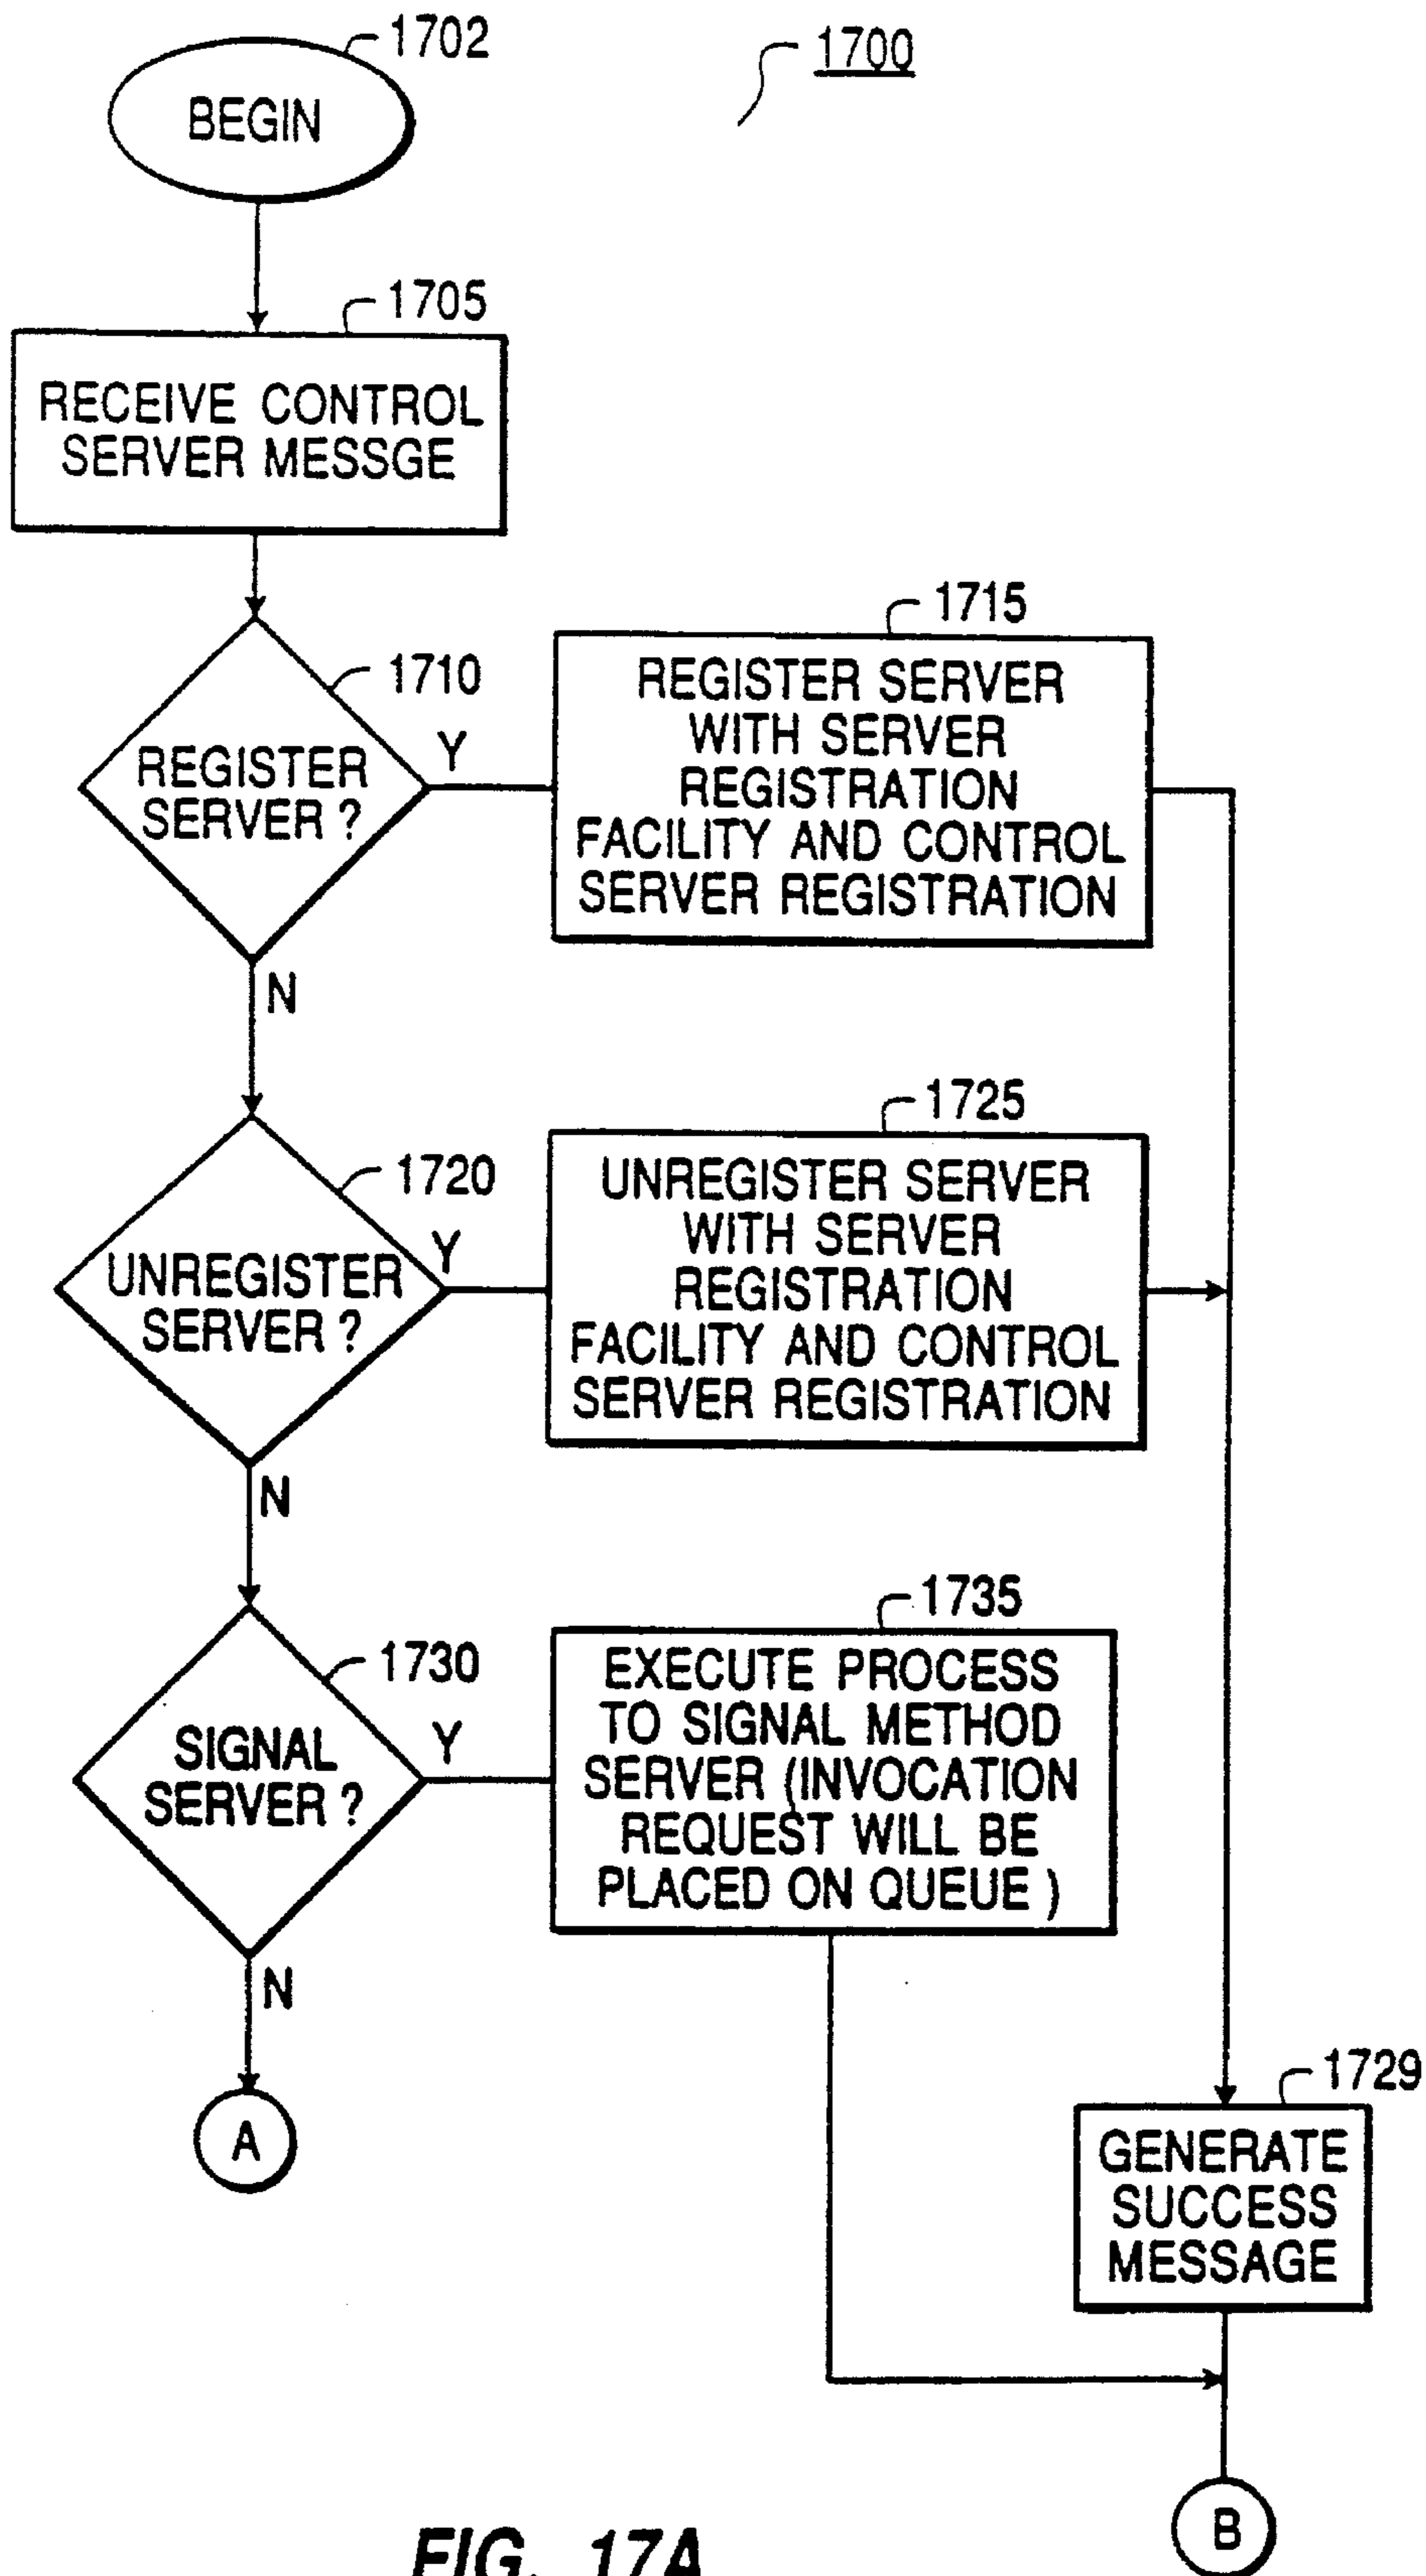 1702
1700
BEGIN
1705
RECEIVE CONTROL
SERVER MESSGE
1710
REGISTER
SERVER ?
Y
N
1715
REGISTER SERVER
WITH SERVER
REGISTRATION
FACILITY AND CONTROL
SERVER REGISTRATION
1720
UNREGISTER
SERVER ?
Y
N
1725
UNREGISTER SERVER
WITH SERVER
REGISTRATION
FACILITY AND CONTROL
SERVER REGISTRATION
1730
SIGNAL
SERVER ?
Y
N
1735
EXECUTE PROCESS
TO SIGNAL METHOD
SERVER (INVOCATION
REQUEST WILL BE
PLACED ON QUEUE )
A
1729
GENERATE
SUCCESS
MESSAGE
B
FIG. 17A